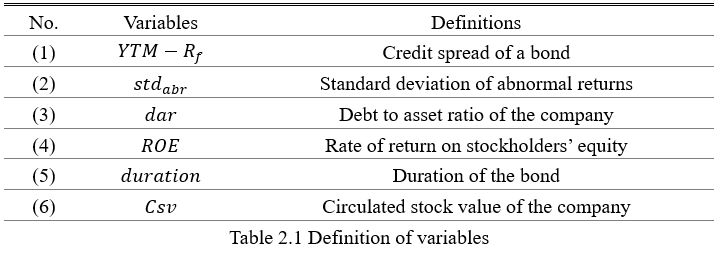 No. Variables Definitions
(1) YTM − R_f Credit spread of a bond
(2) std_abr Standard deviation of abnormal returns
(3) dar Debt to asset ratio of the company
(4) ROE Rate of return on stockholders’ equity
(5) duration Duration of the bond
(6) Csv Circulated stock value of the company
Table 2.1 Definition of variables